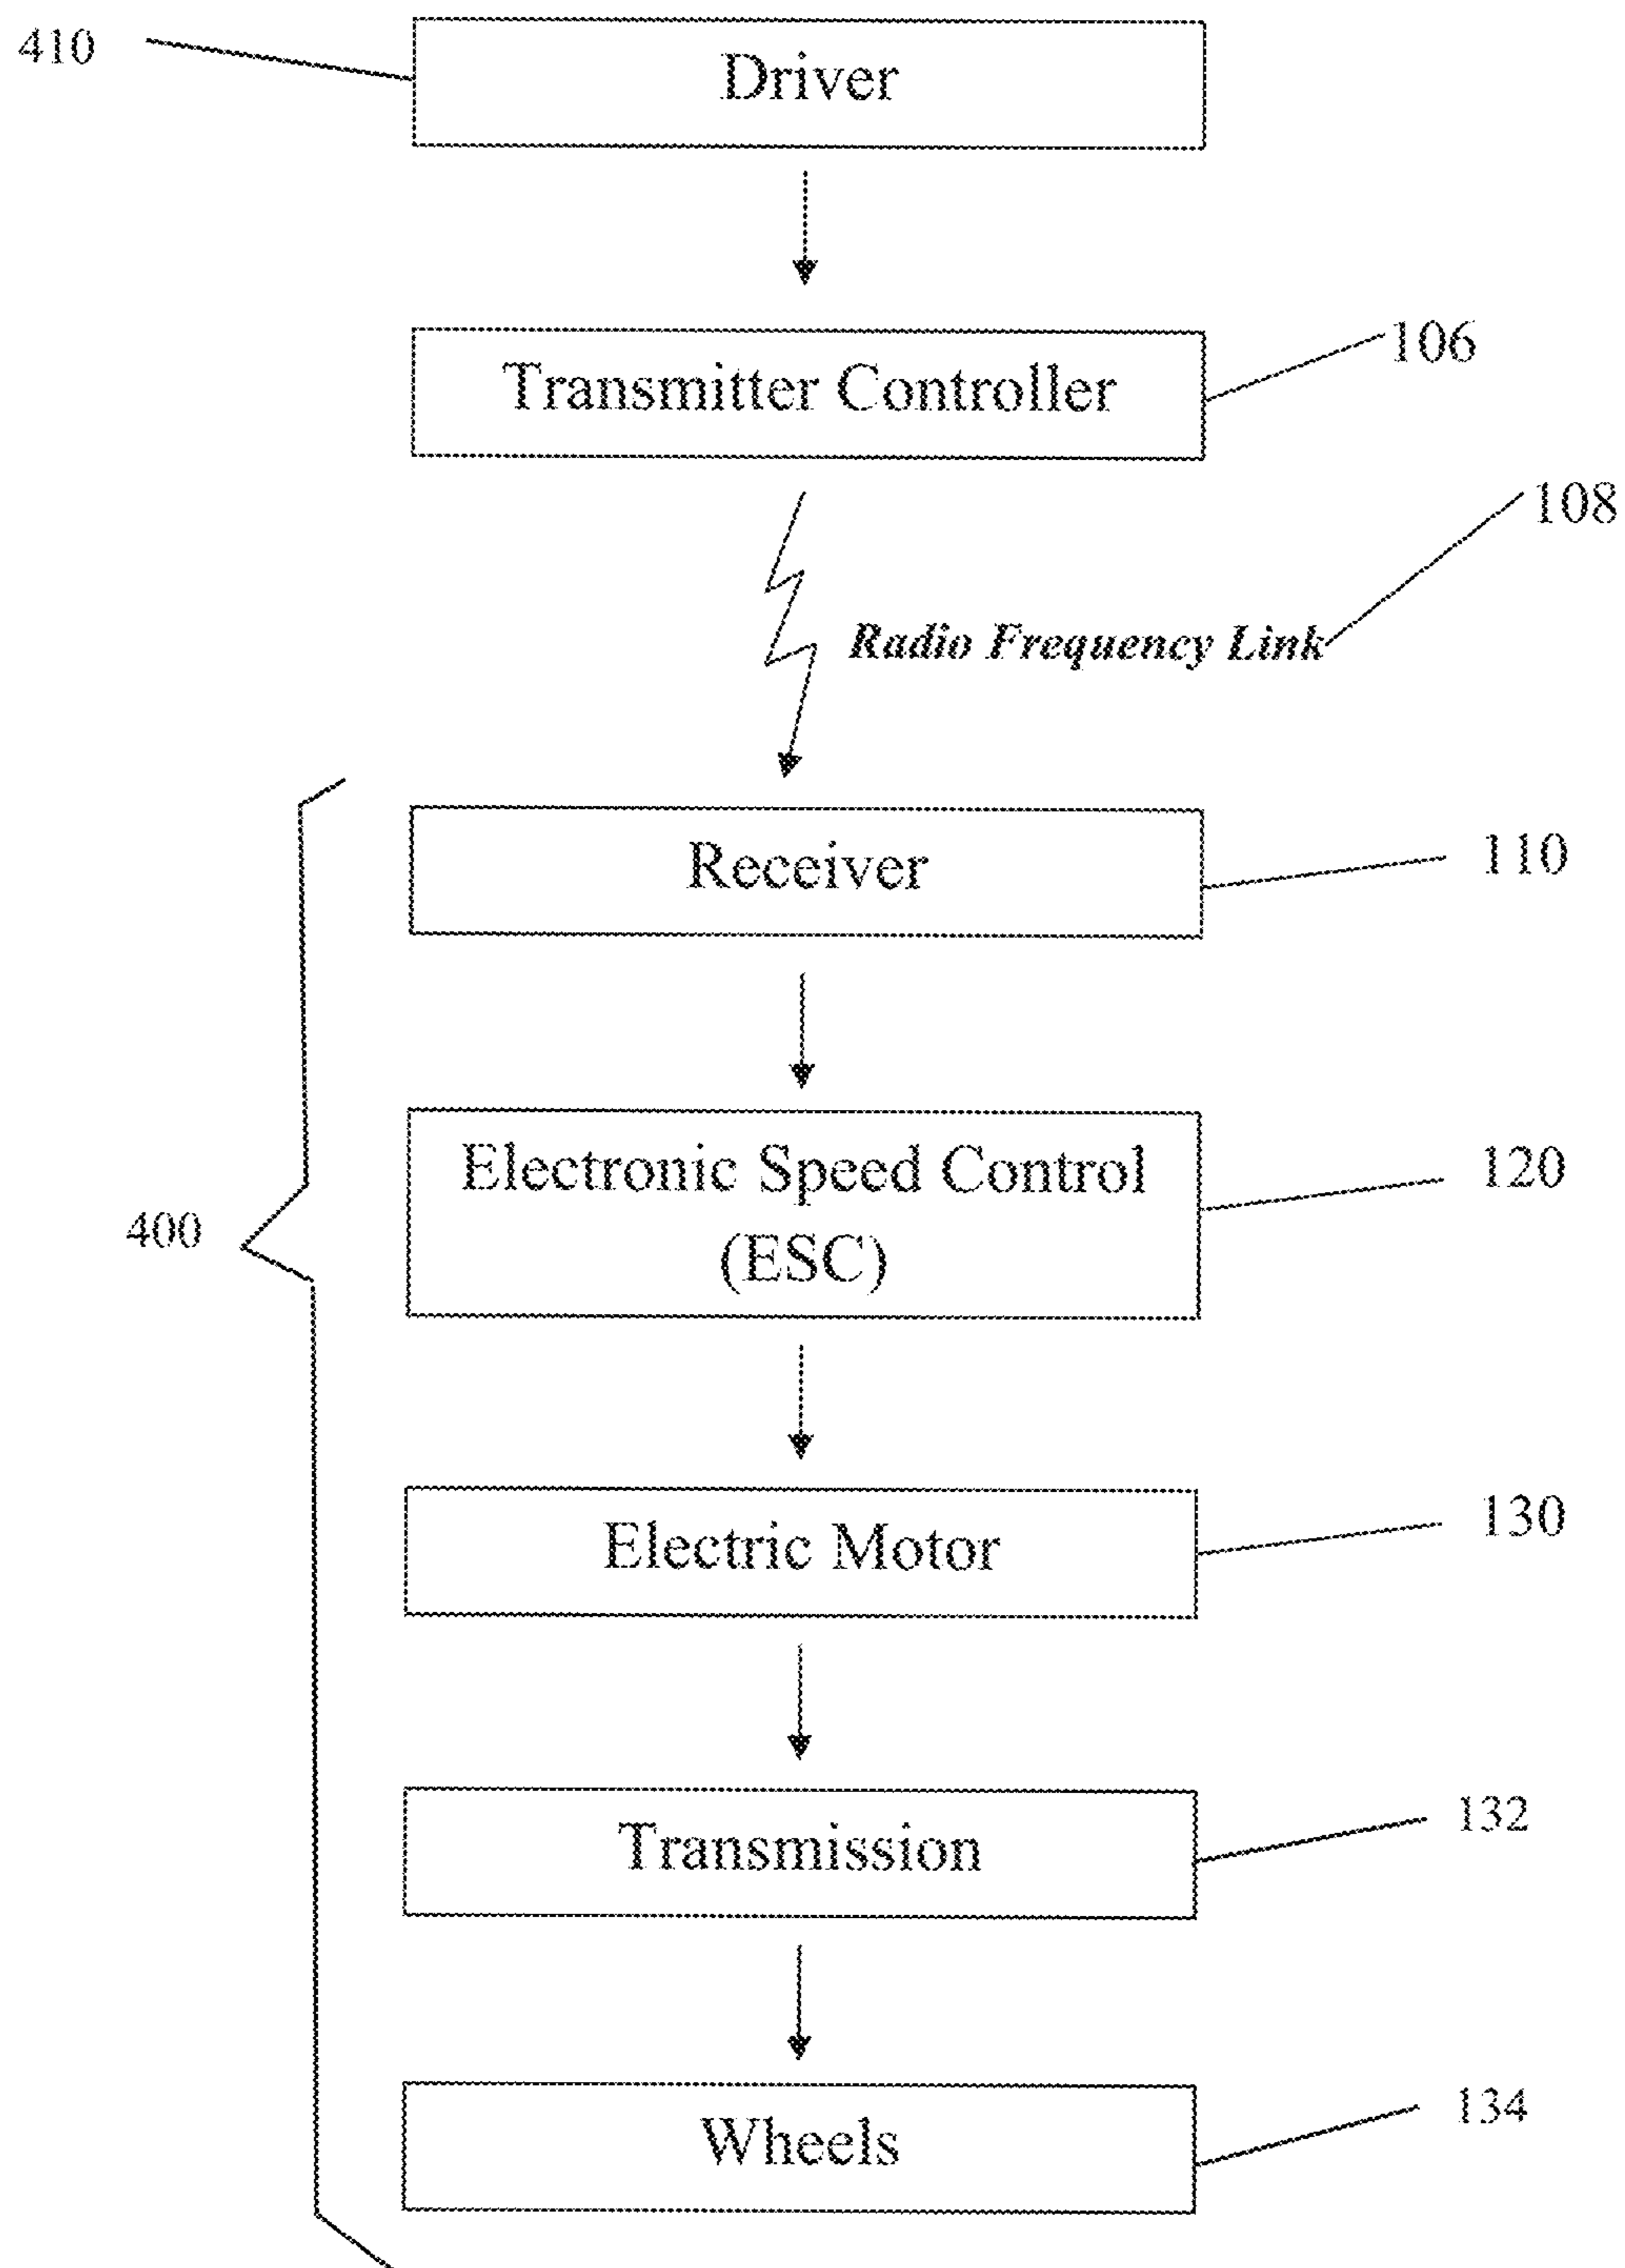 410
Driver
Transmitter Controller
106
108
Radio Frequency Link
Receiver
110
Electronic Speed Control
(ESC)
120
400
Electric Motor
130
Transmission
132
Wheels
134